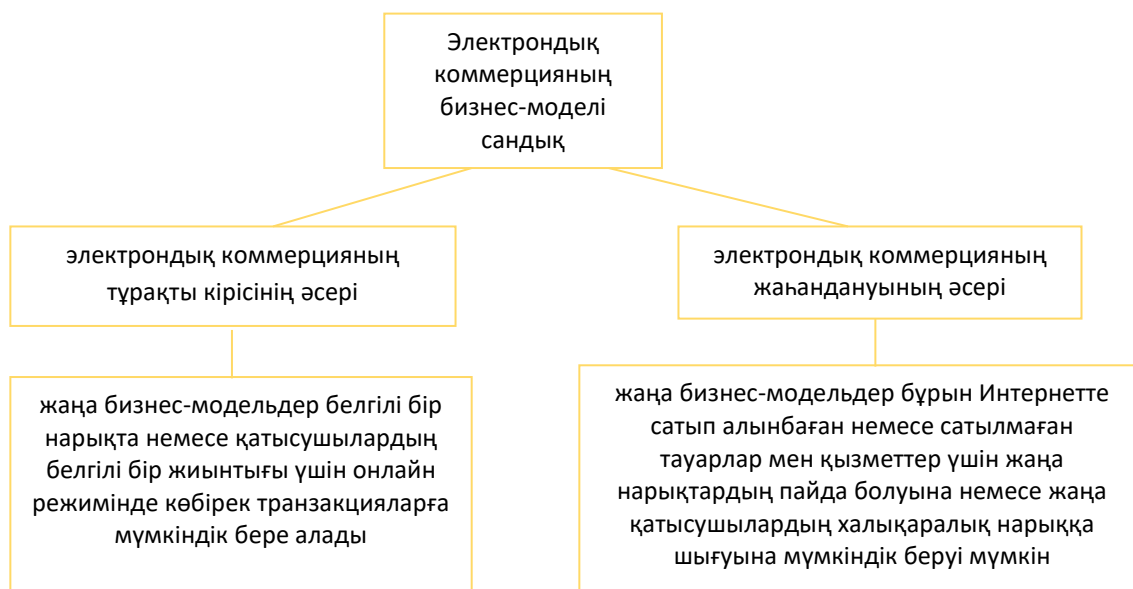 Электрондық
коммерцияның
бизнес-моделі
сандық
электрондық коммерцияның
тұрақты кірісінің әсері
электрондық коммерцияның
жаһандануының әсері
жаңа бизнес-модельдер белгілі бір
нарықта немесе қатысушылардың
белгілі бір жиынтығы үшін онлайн
режимінде көбірек транзакцияларға
мүмкіндік бере алады
жаңа бизнес-модельдер бұрын Интернетте
сатып алынбаған немесе сатылмаған
тауарлар мен қызметтер үшін жаңа
нарықтардың пайда болуына немесе жаңа
қатысушылардың халықаралық нарыққа
шығуына мүмкіндік беруі мүмкін